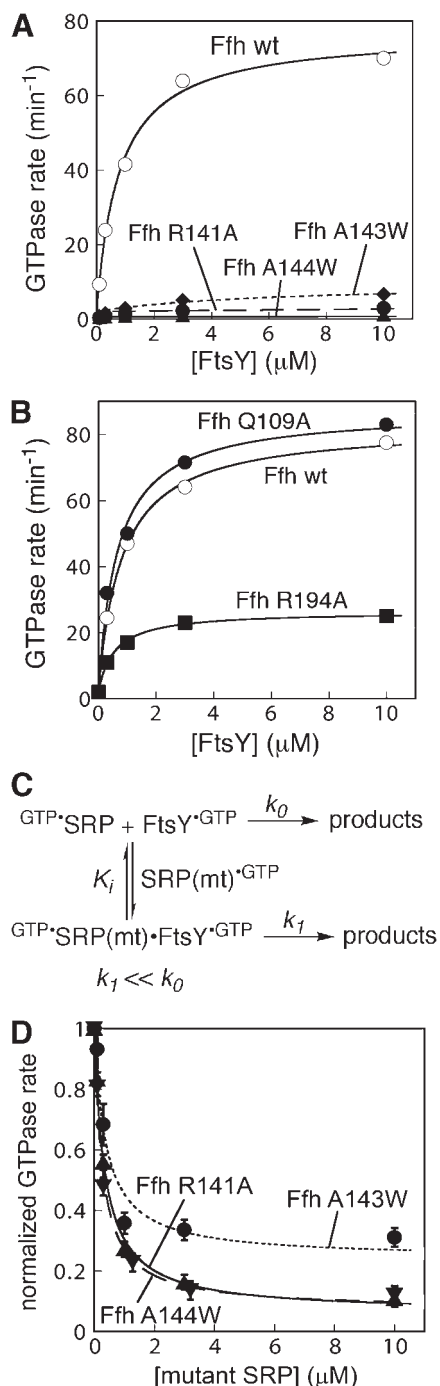 A
80
60
40
20
0
GTPase rate (min⁻¹)
Ffh wt
Ffh R141A
Ffh A143W
Ffh A144W
0 2 4 6 8 10
[FtsY] (μM)
B
80
60
40
20
0
GTPase rate (min⁻¹)
Ffh Q109A
Ffh wt
Ffh R194A
0 2 4 6 8 10
[FtsY] (μM)
C
GTP•SRP + FtsY•GTP k₀ products
Kᵢ SRP(mt)•GTP
GTP•SRP(mt)•FtsY•GTP k₁ products
k₁ << k₀
D
1
0.8
0.6
0.4
0.2
0
normalized GTPase rate
Ffh R141A
Ffh A143W
Ffh A144W
0 2 4 6 8 10
[mutant SRP] (μM)